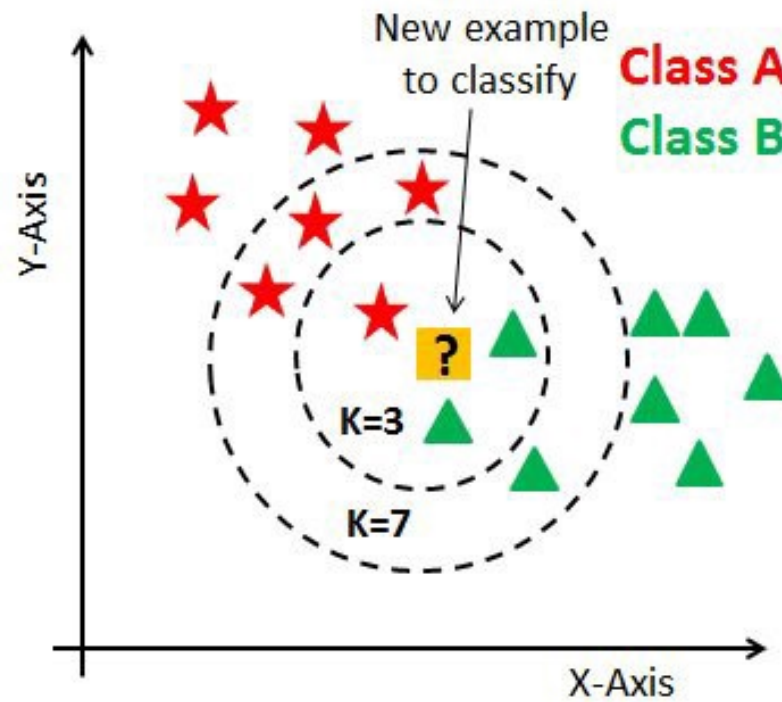 New example
to classify
Class A
Class B
Y-Axis
?
K=3
K=7
X-Axis